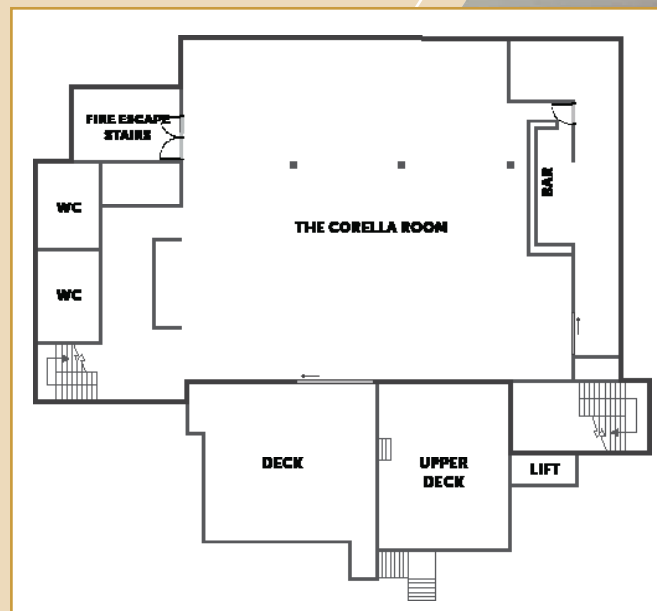 FIRE ESCAPE
STAIRS
WC
BAR
THE CORELLA ROOM
WC
DECK
UPPER
DECK
LIFT